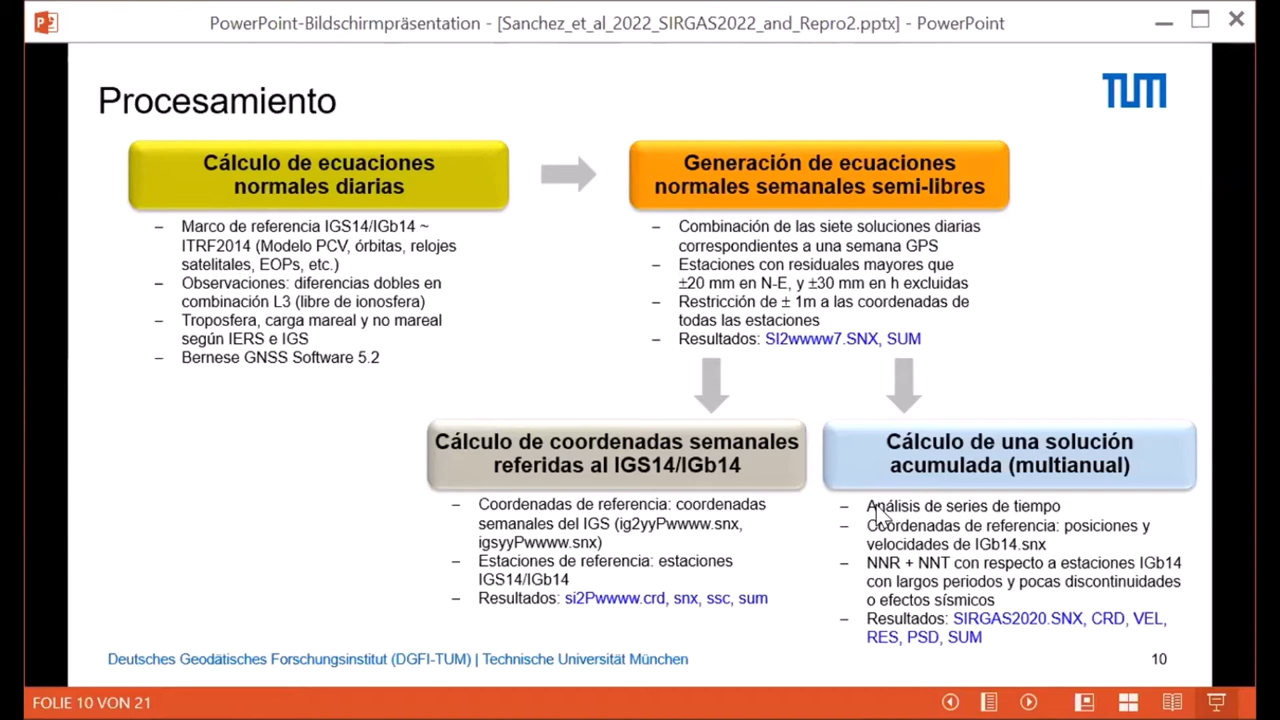 PowerPoint-Bildschirmpräsentation - [Sanchez_et_al_2022_SIRGAS2022_and_Repro2.pptx] - PowerPoint
Procesamiento
TUM
Cálculo de ecuaciones
normales diarias
– Marco de referencia IGS14/IGb14 ~
ITRF2014 (Modelo PCV, órbitas, relojes
satelitales, EOPs, etc.)
– Observaciones: diferencias dobles en
combinación L3 (libre de ionosfera)
– Troposfera, carga mareal y no mareal
según IERS e IGS
– Bernese GNSS Software 5.2
Generación de ecuaciones
normales semanales semi-libres
– Combinación de las siete soluciones diarias
correspondientes a una semana GPS
– Estaciones con residuales mayores que
±20 mm en N-E, y ±30 mm en h excluidas
– Restricción de ± 1m a las coordenadas de
todas las estaciones
– Resultados: SI2wwww7.SNX, SUM
Cálculo de coordenadas semanales
referidas al IGS14/IGb14
– Coordenadas de referencia: coordenadas
semanales del IGS (ig2yyPwwww.snx,
igsyyPwwww.snx)
– Estaciones de referencia: estaciones
IGS14/IGb14
– Resultados: si2Pwwww.crd, snx, ssc, sum
Cálculo de una solución
acumulada (multianual)
– Análisis de series de tiempo
– Coordenadas de referencia: posiciones y
velocidades de IGb14.snx
– NNR + NNT con respecto a estaciones IGb14
con largos periodos y pocas discontinuidades
o efectos sísmicos
– Resultados: SIRGAS2020.SNX, CRD, VEL,
RES, PSD, SUM
Deutsches Geodätisches Forschungsinstitut (DGFI-TUM) | Technische Universität München
10
FOLIE 10 VON 21